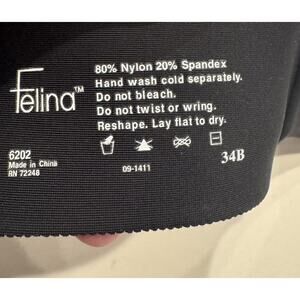 Felina™
80% Nylon 20% Spandex
Hand wash cold separately.
Do not bleach.
Do not twist or wring.
Reshape. Lay flat to dry.
6202
Made in China
RN 72248
09-1411
34B